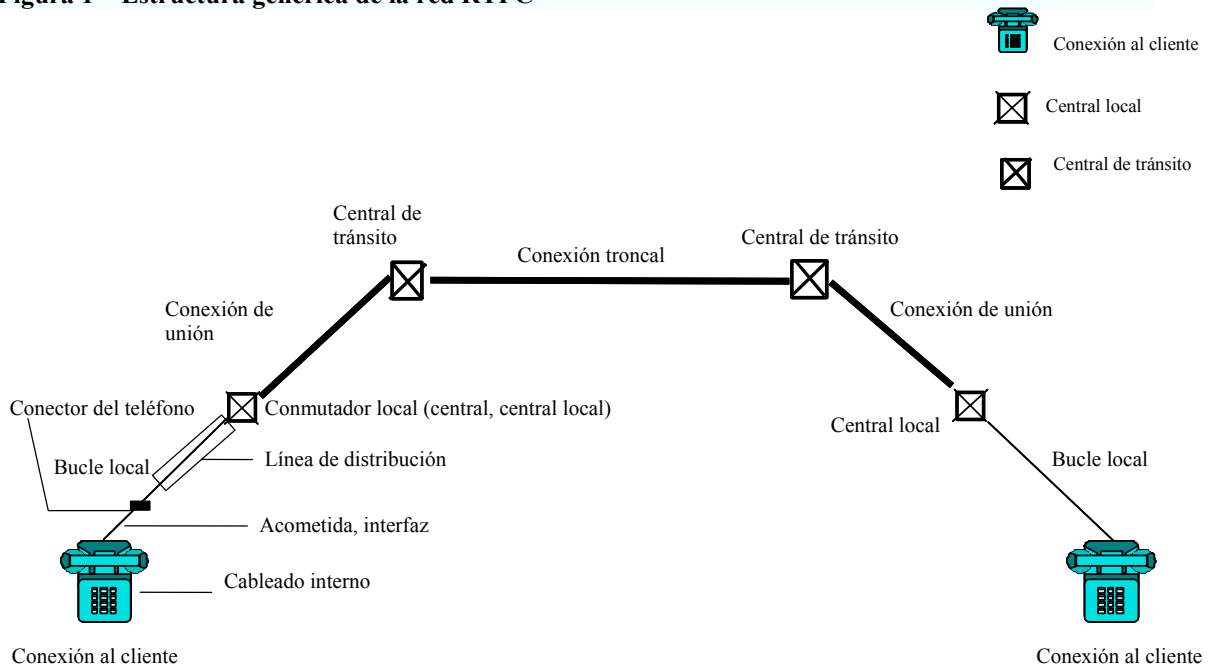 Figura 1 – Estructura genérica de la red RTPC
Conexión al cliente
Central local
Central de tránsito
Central de
tránsito
Conexión troncal
Central de tránsito
Conexión de
unión
Conexión de unión
Conector del teléfono
Conmutador local (central, central local)
Central local
Bucle local
Línea de distribución
Bucle local
Acometida, interfaz
Cableado interno
Conexión al cliente
Conexión al cliente